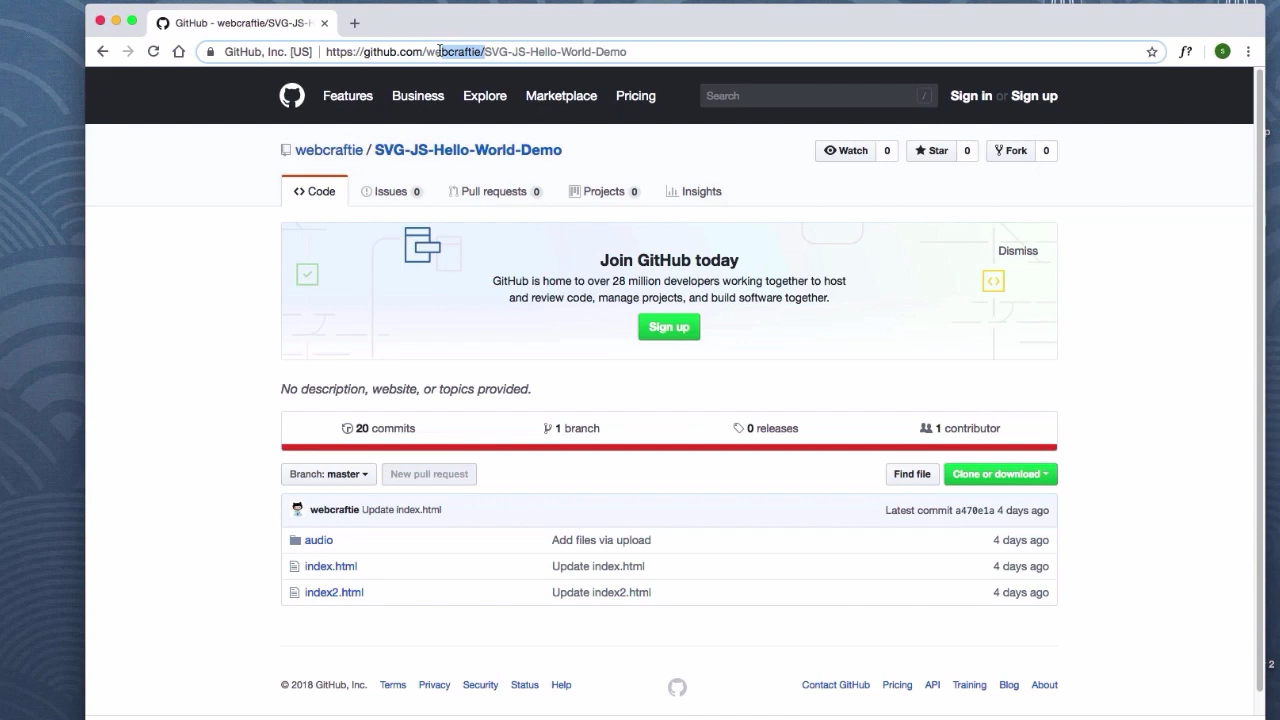 GitHub - webcraftie/SVG-JS-H
GitHub, Inc. [US] | https://github.com/webcraftie/SVG-JS-Hello-World-Demo
f?
S
Features Business Explore Marketplace Pricing Search / Sign in or Sign up
webcraftie / SVG-JS-Hello-World-Demo
Watch 0 Star 0 Fork 0
Code Issues 0 Pull requests 0 Projects 0 Insights
Dismiss
Join GitHub today
GitHub is home to over 28 million developers working together to host
and review code, manage projects, and build software together.
Sign up
No description, website, or topics provided.
20 commits 1 branch 0 releases 1 contributor
Branch: master New pull request Find file Clone or download
webcraftie Update index.html Latest commit a470e1a 4 days ago
audio Add files via upload 4 days ago
index.html Update index.html 4 days ago
index2.html Update index2.html 4 days ago
© 2018 GitHub, Inc. Terms Privacy Security Status Help Contact GitHub Pricing API Training Blog About